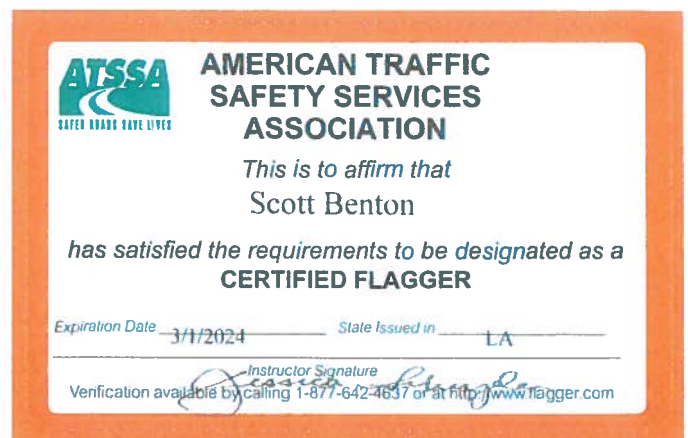 ATSSA
SAFER ROADS SAVE LIVES
AMERICAN TRAFFIC
SAFETY SERVICES
ASSOCIATION
This is to affirm that
Scott Benton
has satisfied the requirements to be designated as a
CERTIFIED FLAGGER
Expiration Date 3/1/2024 State Issued in LA
Instructor Signature
Jessica
Verification available by calling 1-877-642-4637 or at http://www.flagger.com